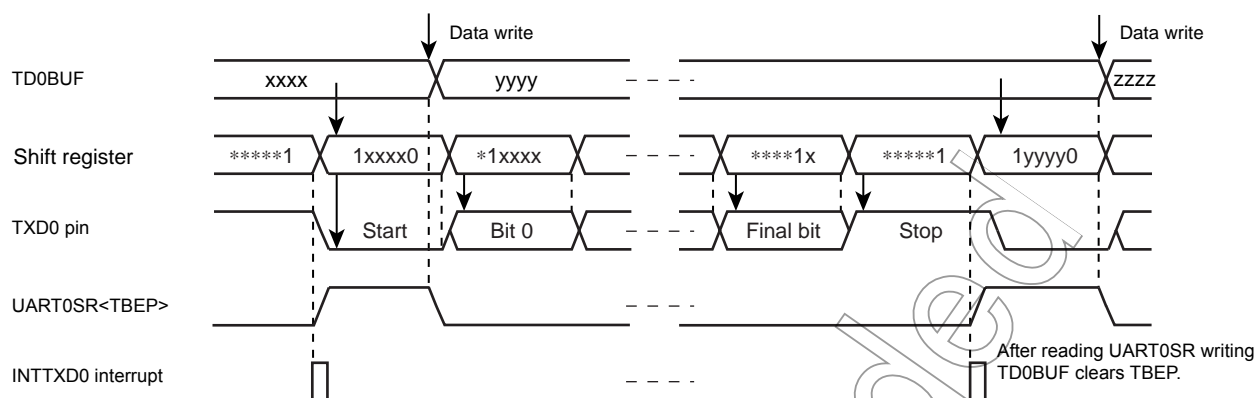 Data write
Data write
TD0BUF
xxxx
yyyy
zzzz
Shift register
*****1
1xxxx0
*1xxxx
****1x
*****1
1yyyy0
TXD0 pin
Start
Bit 0
Final bit
Stop
UART0SR<TBEP>
INTTXD0 interrupt
After reading UART0SR writing
TD0BUF clears TBEP.